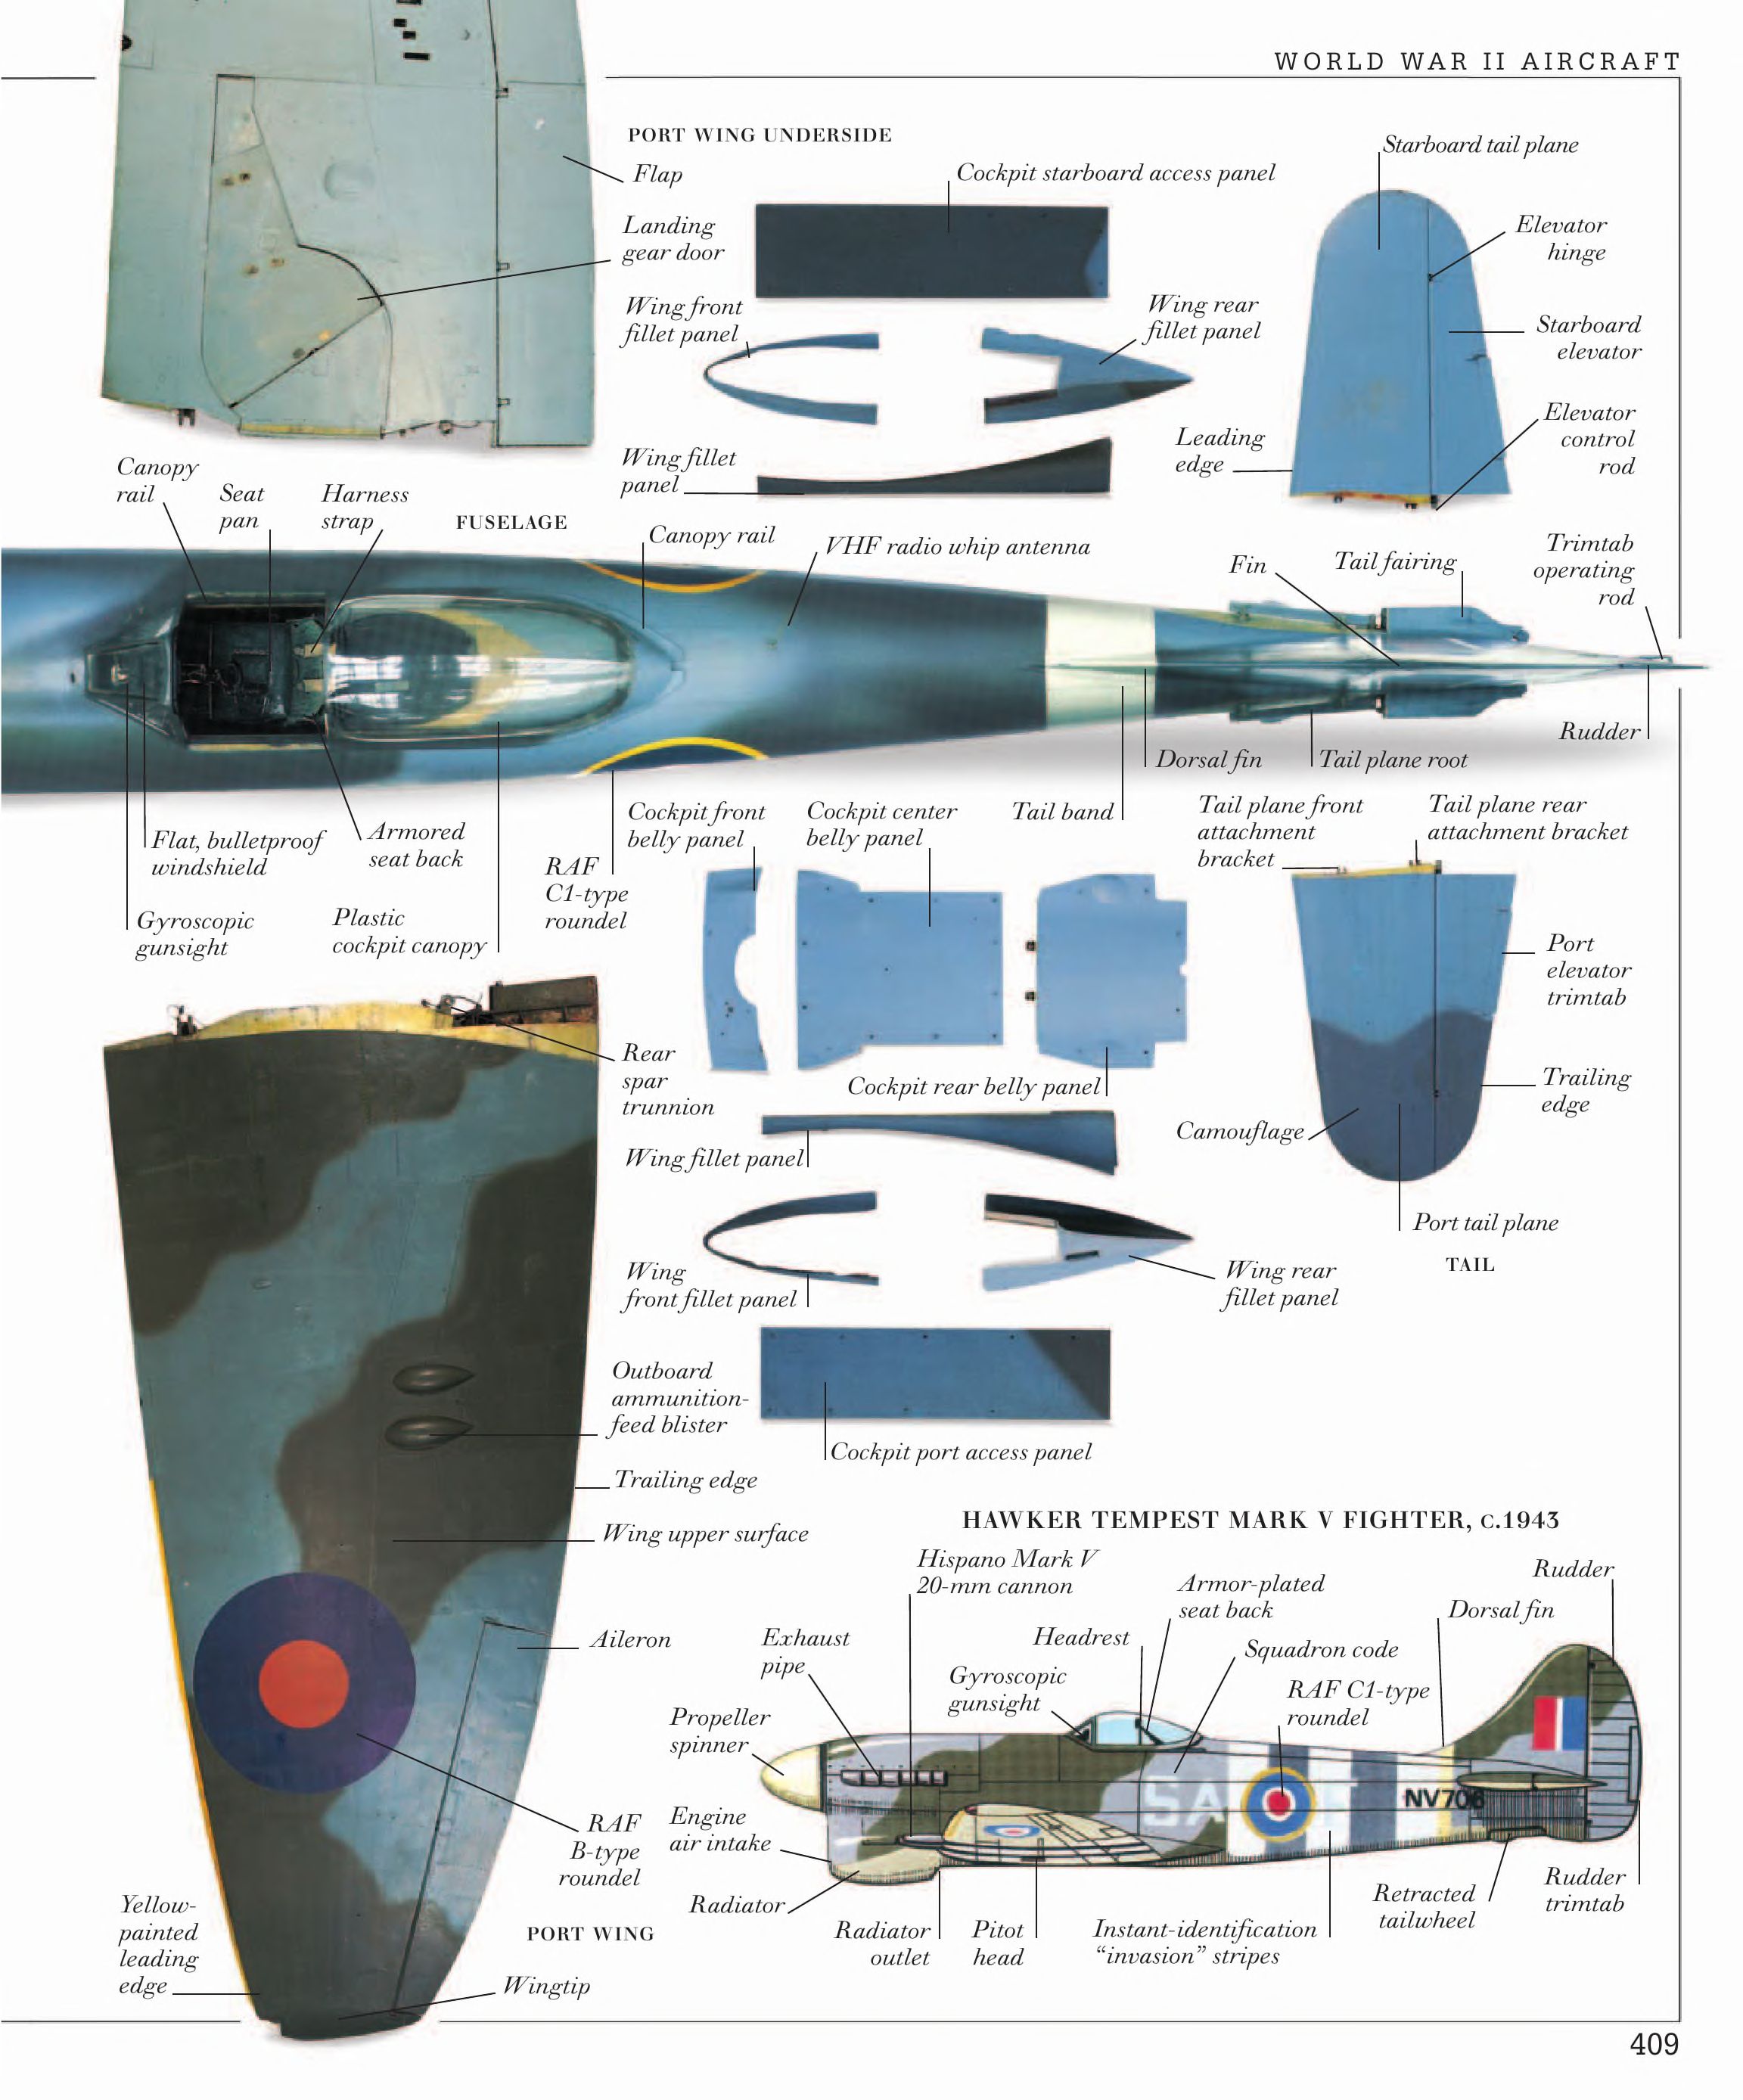 WORLD WAR II AIRCRAFT
PORT WING UNDERSIDE
Flap
Landing
gear door
Cockpit starboard access panel
Wing front
fillet panel
Wing rear
fillet panel
Wing fillet
panel
Starboard tail plane
Elevator
hinge
Starboard
elevator
Elevator
control
rod
Leading
edge
Canopy
rail
Seat
pan
Harness
strap
FUSELAGE
Canopy rail
VHF radio whip antenna
Fin
Tail fairing
Trimtab
operating
rod
Rudder
Dorsal fin
Tail plane root
Tail band
Flat, bulletproof
windshield
Armored
seat back
Gyroscopic
gunsight
Plastic
cockpit canopy
RAF
C1-type
roundel
Cockpit front
belly panel
Cockpit center
belly panel
Tail plane front
attachment
bracket
Tail plane rear
attachment bracket
Port
elevator
trimtab
Rear
spar
trunnion
Cockpit rear belly panel
Trailing
edge
Camouflage
Wing fillet panel
Port tail plane
TAIL
Wing
front fillet panel
Wing rear
fillet panel
Outboard
ammunition-
feed blister
Cockpit port access panel
Trailing edge
Wing upper surface
Aileron
RAF
B-type
roundel
Yellow-
painted
leading
edge
PORT WING
Wingtip
HAWKER TEMPEST MARK V FIGHTER, C.1943
Hispano Mark V
20-mm cannon
Armor-plated
seat back
Rudder
Dorsal fin
Exhaust
pipe
Headrest
Squadron code
Gyroscopic
gunsight
RAF C1-type
roundel
Propeller
spinner
SA F
NV706
Engine
air intake
Radiator
Radiator
outlet
Pitot
head
Instant-identification
“invasion” stripes
Retracted
tailwheel
Rudder
trimtab
409